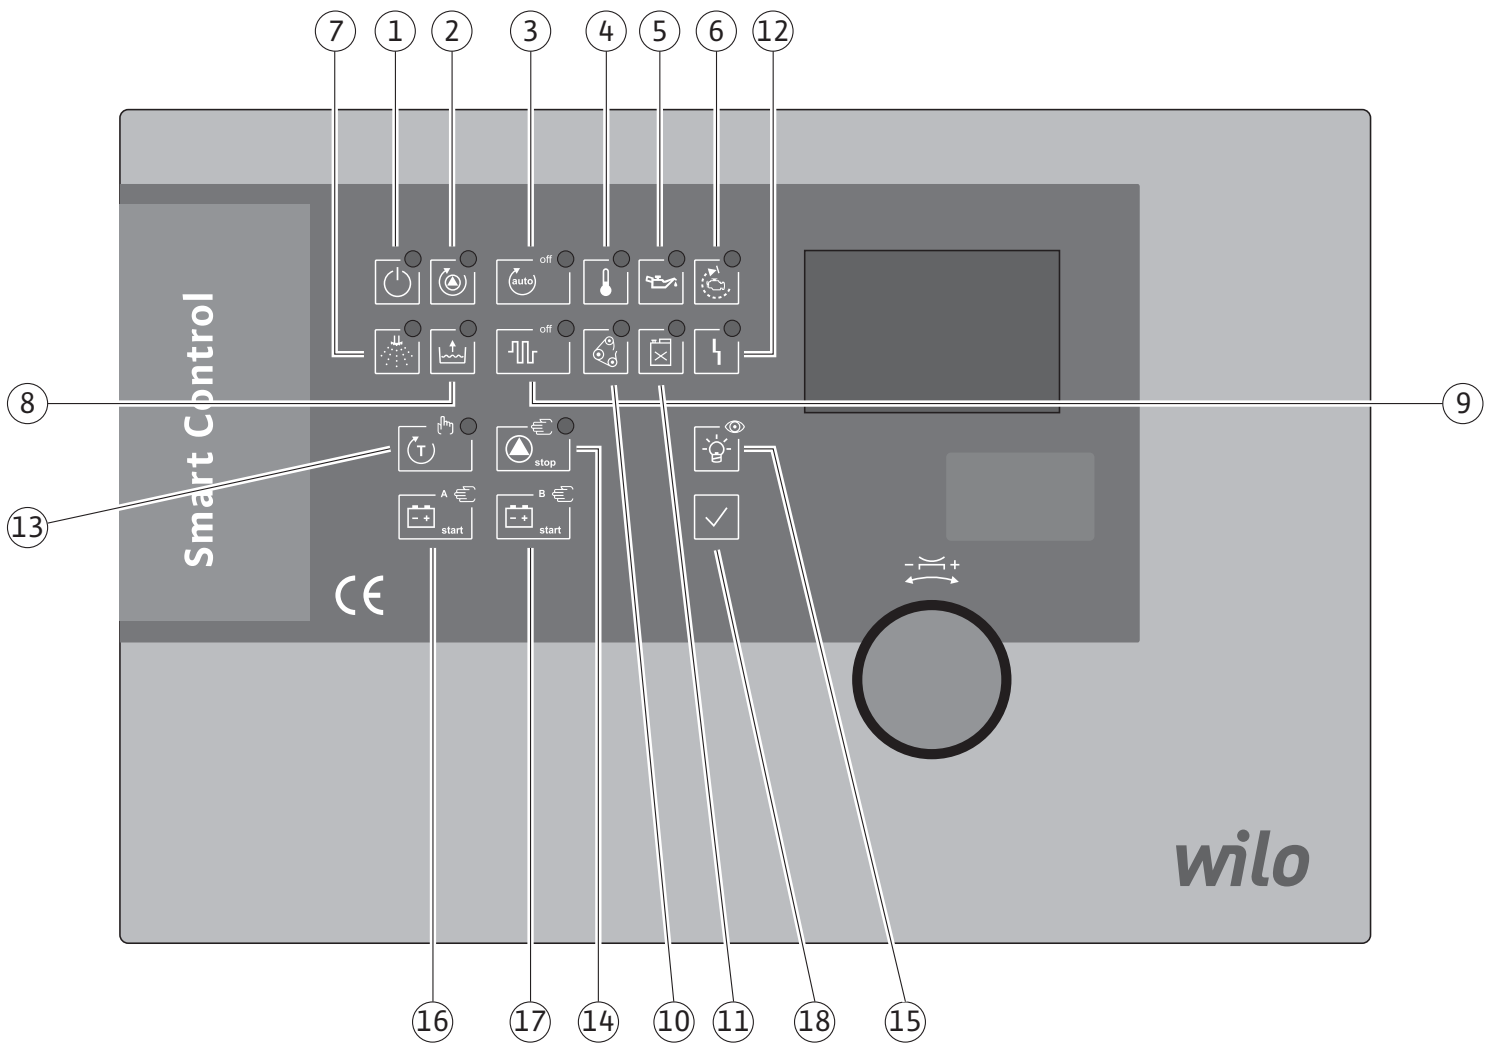 7 1 2 3 4 5 6 12
off
auto
off
8
9
Smart Control
T
stop
13
A
start
B
start
- +
- +
- +
CE
wilo
16 17 14 10 11 18 15